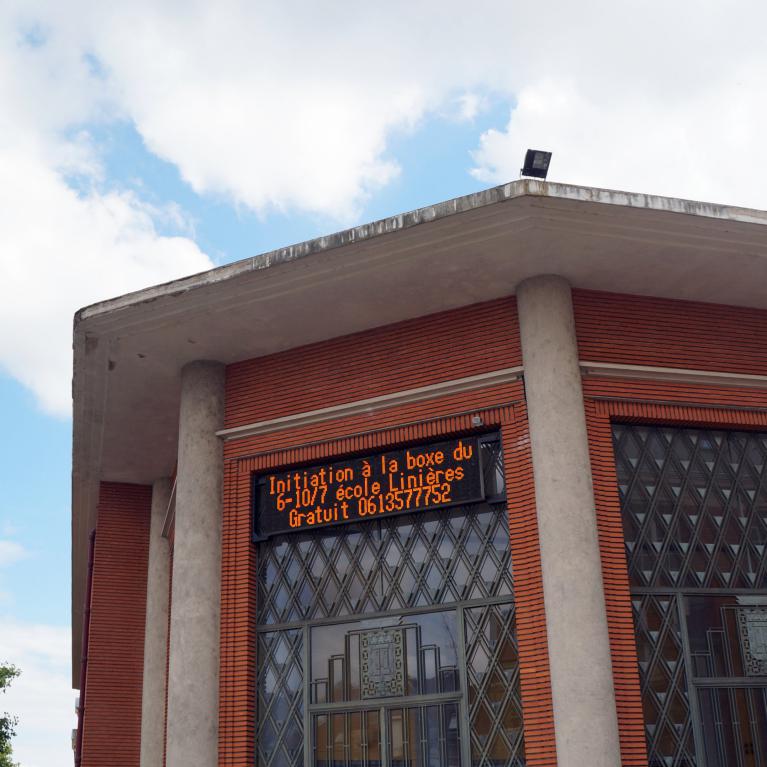 Initiation à la boxe du
6-10/7 école Linières
Gratuit 0613577752